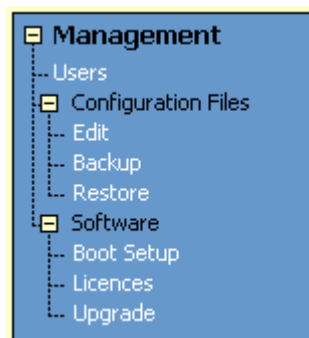 Management
Users
Configuration Files
Edit
Backup
Restore
Software
Boot Setup
Licences
Upgrade